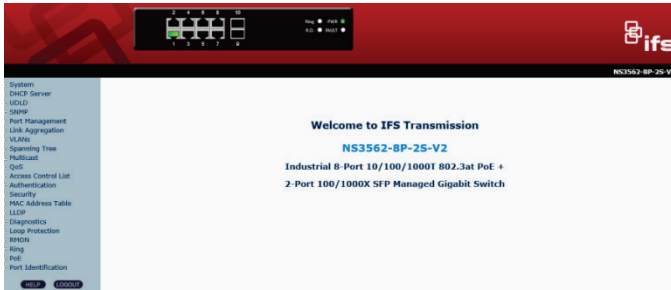 2 4 6 8 10
Ring PWR
R.O. FAULT
1 3 5 7 9
ifs
NS3562-8P-2S-V
System
DHCP Server
UDLD
SNMP
Port Management
Link Aggregation
VLANs
Spanning Tree
Multicast
QoS
Access Control List
Authentication
Security
MAC Address Table
LLDP
Diagnostics
Loop Protection
RMON
Ring
PoE
Port Identification
HELP LOGOUT
Welcome to IFS Transmission
NS3562-8P-2S-V2
Industrial 8-Port 10/100/1000T 802.3at PoE +
2-Port 100/1000X SFP Managed Gigabit Switch